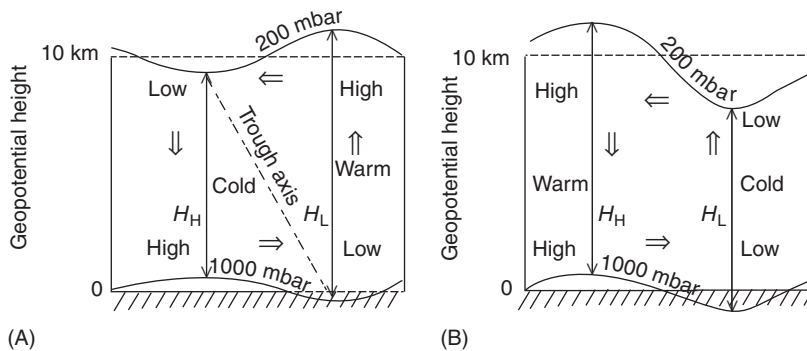 Geopotential height
10 km
0
200 mbar
Low
High
Trough axis
Cold
Warm
H_H
H_L
High
Low
1000 mbar
(A)
Geopotential height
10 km
0
200 mbar
High
Low
Warm
H_H
H_L
Cold
High
Low
1000 mbar
(B)